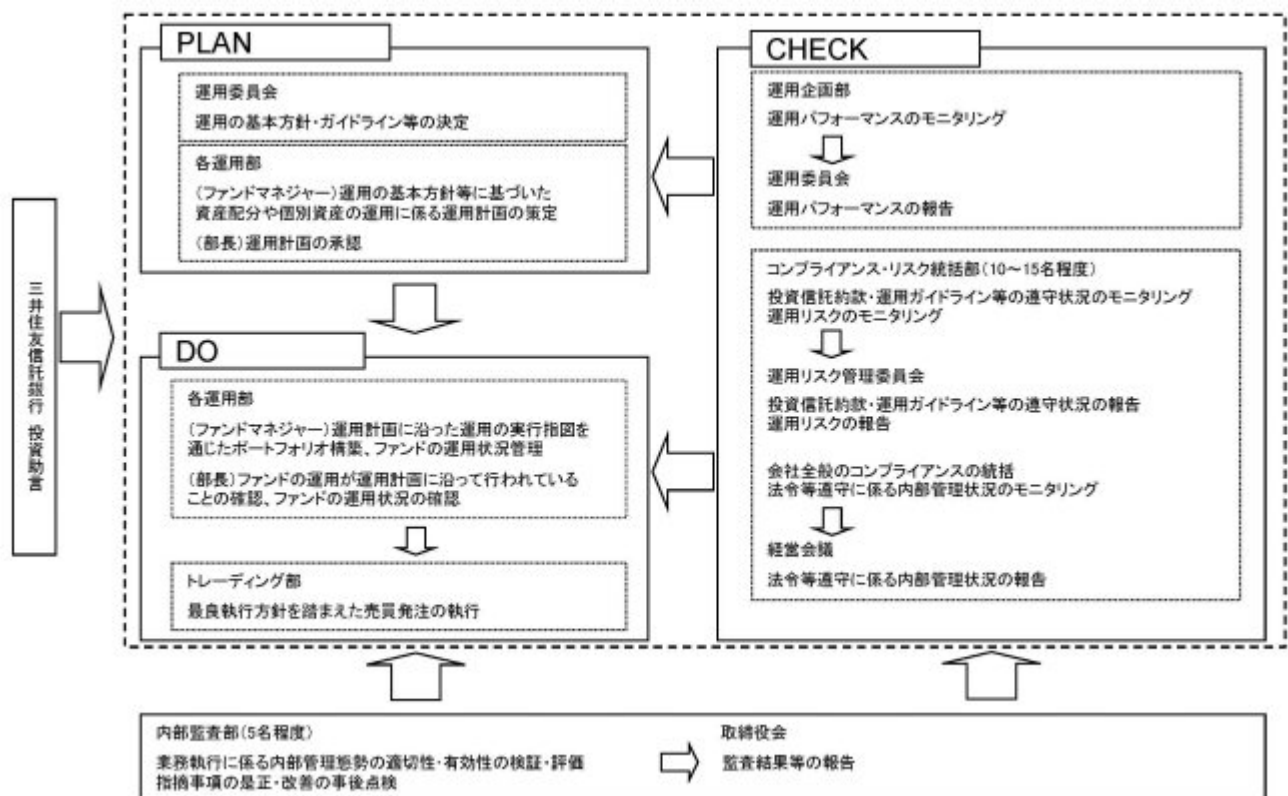 PLAN
運用委員会
運用の基本方針・ガイドライン等の決定
各運用部
(ファンドマネジャー)運用の基本方針等に基づいた
資産配分や個別資産の運用に係る運用計画の策定
(部長)運用計画の承認
DO
各運用部
(ファンドマネジャー)運用計画に沿った運用の実行指図を
通じたポートフォリオ構築、ファンドの運用状況管理
(部長)ファンドの運用が運用計画に沿って行われている
ことの確認、ファンドの運用状況の確認
トレーディング部
最良執行方針を踏まえた売買発注の執行
CHECK
運用企画部
運用パフォーマンスのモニタリング
運用委員会
運用パフォーマンスの報告
コンプライアンス・リスク統括部(10~15名程度)
投資信託約款・運用ガイドライン等の遵守状況のモニタリング
運用リスクのモニタリング
運用リスク管理委員会
投資信託約款・運用ガイドライン等の遵守状況の報告
運用リスクの報告
会社全般のコンプライアンスの統括
法令等遵守に係る内部管理状況のモニタリング
経営会議
法令等遵守に係る内部管理状況の報告
三井住友信託銀行 投資助言
内部監査部(5名程度)
業務執行に係る内部管理態勢の適切性・有効性の検証・評価
指摘事項の是正・改善の事後点検
取締役会
監査結果等の報告